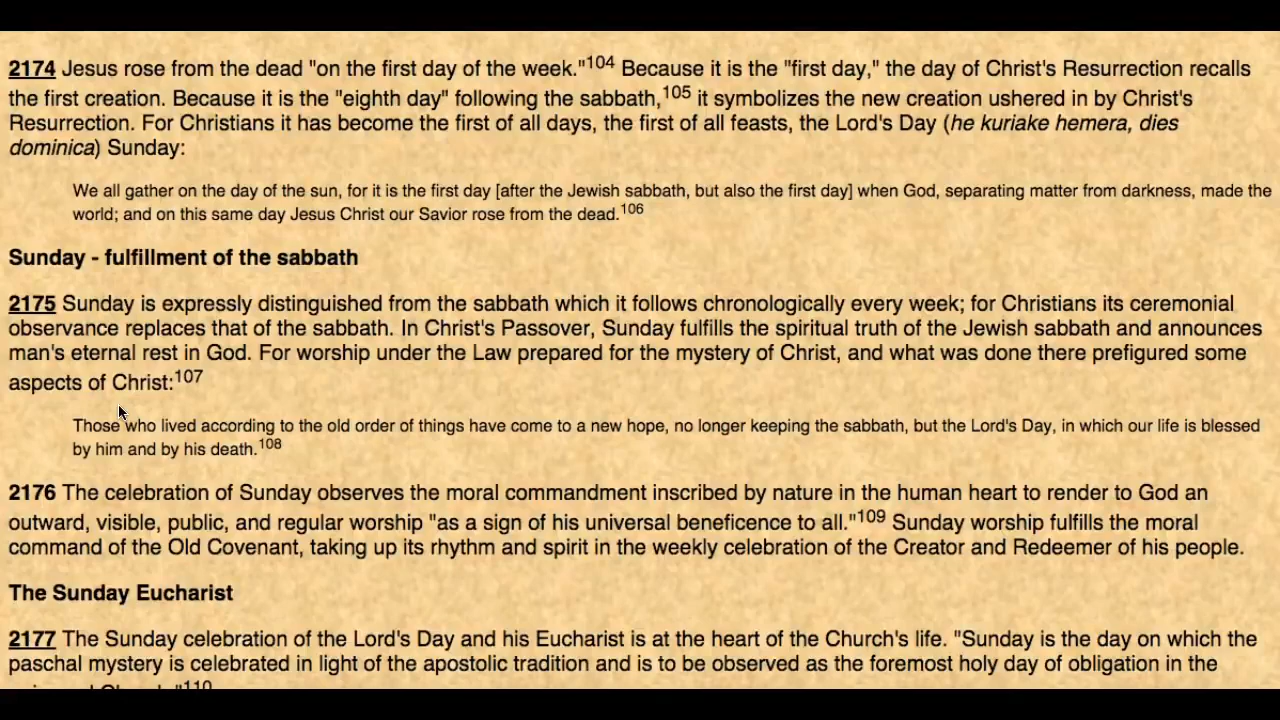 2174 Jesus rose from the dead "on the first day of the week."104 Because it is the "first day," the day of Christ's Resurrection recalls
the first creation. Because it is the "eighth day" following the sabbath,105 it symbolizes the new creation ushered in by Christ's
Resurrection. For Christians it has become the first of all days, the first of all feasts, the Lord's Day (he kuriake hemera, dies
dominica) Sunday:
We all gather on the day of the sun, for it is the first day [after the Jewish sabbath, but also the first day] when God, separating matter from darkness, made the
world; and on this same day Jesus Christ our Savior rose from the dead.106
Sunday - fulfillment of the sabbath
2175 Sunday is expressly distinguished from the sabbath which it follows chronologically every week; for Christians its ceremonial
observance replaces that of the sabbath. In Christ's Passover, Sunday fulfills the spiritual truth of the Jewish sabbath and announces
man's eternal rest in God. For worship under the Law prepared for the mystery of Christ, and what was done there prefigured some
aspects of Christ:107
Those who lived according to the old order of things have come to a new hope, no longer keeping the sabbath, but the Lord's Day, in which our life is blessed
by him and by his death.108
2176 The celebration of Sunday observes the moral commandment inscribed by nature in the human heart to render to God an
outward, visible, public, and regular worship "as a sign of his universal beneficence to all."109 Sunday worship fulfills the moral
command of the Old Covenant, taking up its rhythm and spirit in the weekly celebration of the Creator and Redeemer of his people.
The Sunday Eucharist
2177 The Sunday celebration of the Lord's Day and his Eucharist is at the heart of the Church's life. "Sunday is the day on which the
paschal mystery is celebrated in light of the apostolic tradition and is to be observed as the foremost holy day of obligation in the
110